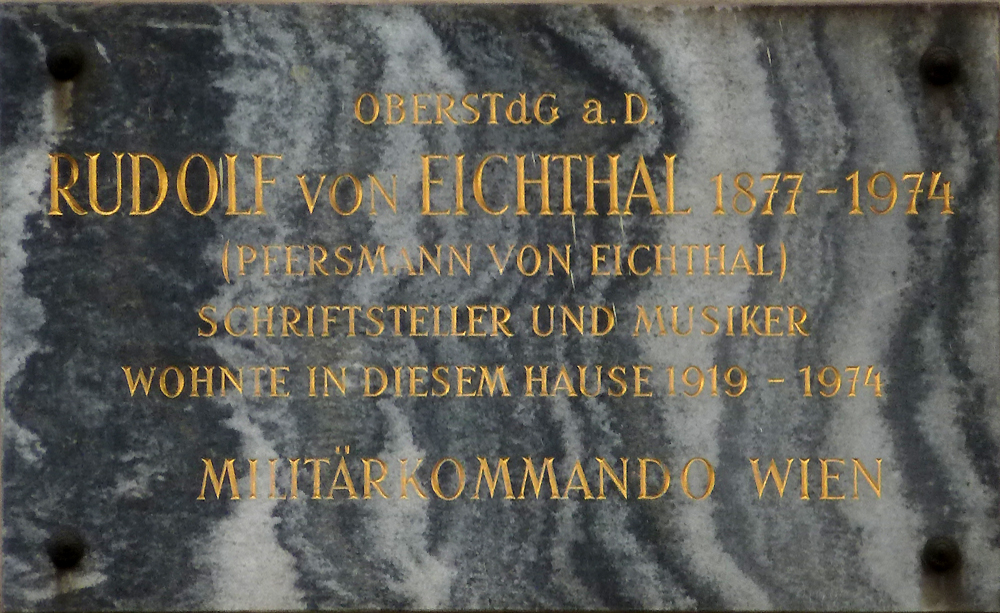 OBERSTdG a.D.
RUDOLF VON EICHTHAL 1877-1974
(PFERSMANN VON EICHTHAL)
SCHRIFTSTELLER UND MUSIKER
WOHNTE IN DIESEM HAUSE 1919 - 1974
MILITÄRKOMMANDO WIEN